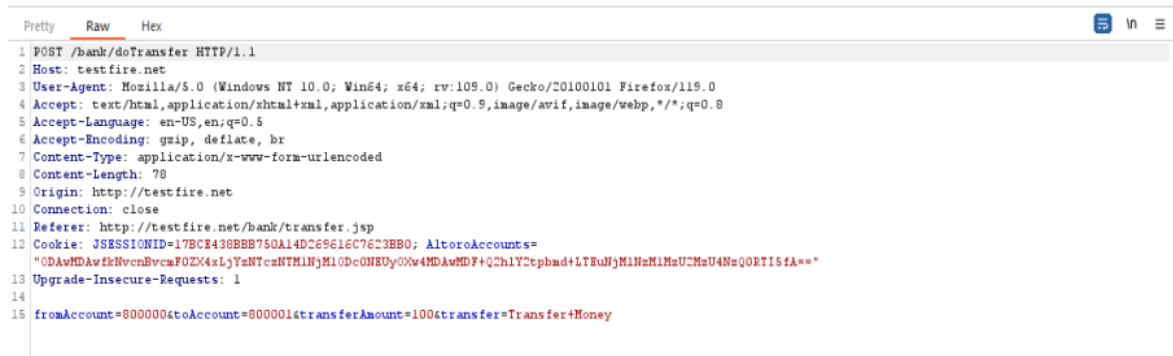 Pretty Raw Hex \n
1 POST /bank/doTransfer HTTP/1.1
2 Host: testfire.net
3 User-Agent: Mozilla/5.0 (Windows NT 10.0; Win64; x64; rv:109.0) Gecko/20100101 Firefox/119.0
4 Accept: text/html,application/xhtml+xml,application/xml;q=0.9,image/avif,image/webp,*/*;q=0.8
5 Accept-Language: en-US,en;q=0.5
6 Accept-Encoding: gzip, deflate, br
7 Content-Type: application/x-www-form-urlencoded
8 Content-Length: 78
9 Origin: http://testfire.net
10 Connection: close
11 Referer: http://testfire.net/bank/transfer.jsp
12 Cookie: JSESSIONID=17BCE438BBB750A14D269616C7623BB0; AltoroAccounts=
13 Upgrade-Insecure-Requests: 1
14
15 fromAccount=800000&toAccount=800001&transferAmount=100&transfer=Transfer+Money